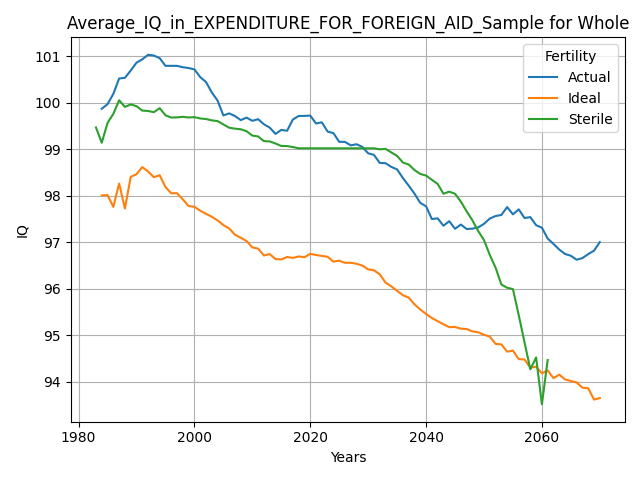 Average_IQ_in_EXPENDITURE_FOR_FOREIGN_AID_Sample for Whole
Fertility
Actual
Ideal
Sterile
IQ
101
100
99
98
97
96
95
94
1980
2000
2020
2040
2060
Years